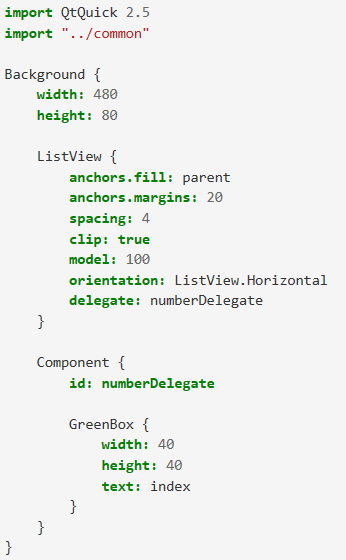 import QtQuick 2.5
import "../common"

Background {
    width: 480
    height: 80

    ListView {
        anchors.fill: parent
        anchors.margins: 20
        spacing: 4
        clip: true
        model: 100
        orientation: ListView.Horizontal
        delegate: numberDelegate
    }

    Component {
        id: numberDelegate

        GreenBox {
            width: 40
            height: 40
            text: index
        }
    }
}